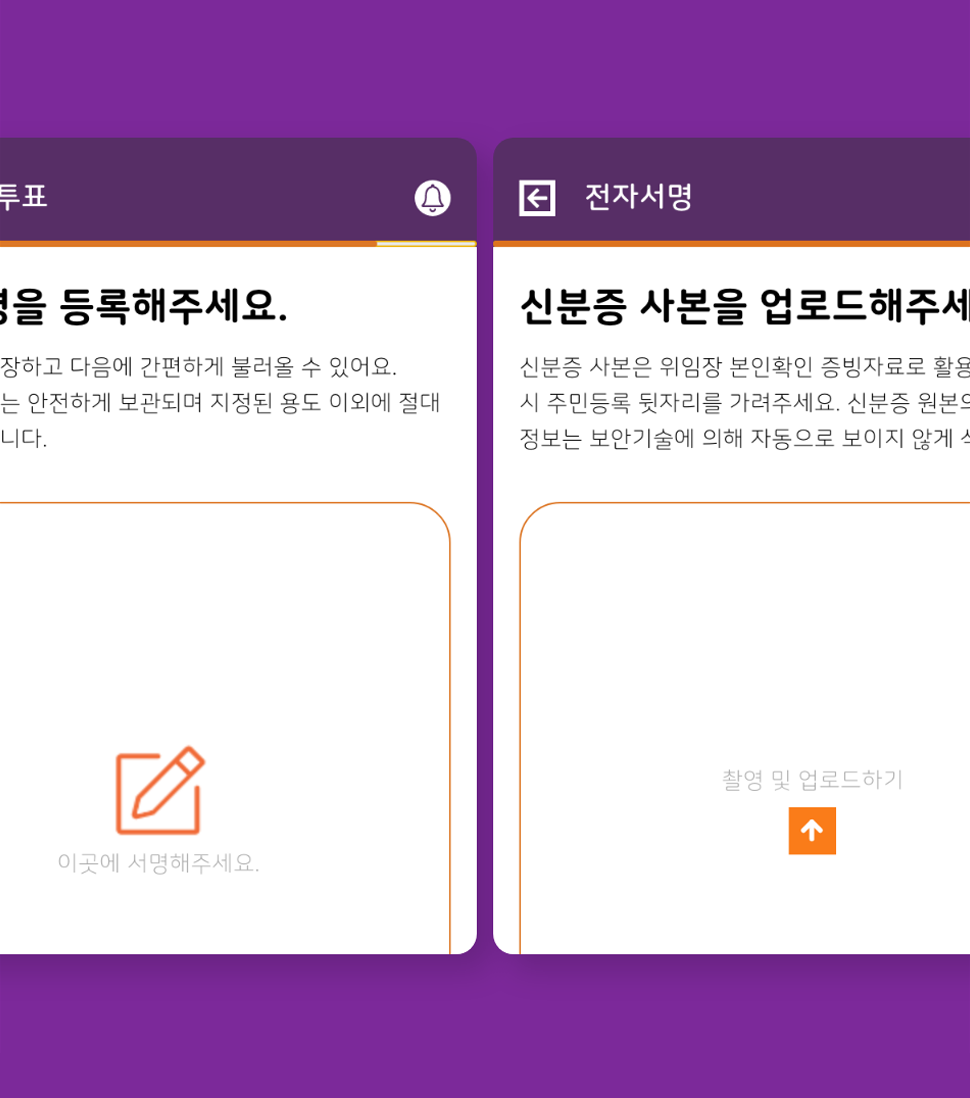 투표
을 등록해주세요.
장하고 다음에 간편하게 불러올 수 있어요.
는 안전하게 보관되며 지정된 용도 이외에 절대
니다.
이곳에 서명해주세요.
전자서명
신분증 사본을 업로드해주세
신분증 사본은 위임장 본인확인 증빙자료로 활용
시 주민등록 뒷자리를 가려주세요. 신분증 원본
정보는 보안기술에 의해 자동으로 보이지 않게
촬영 및 업로드하기